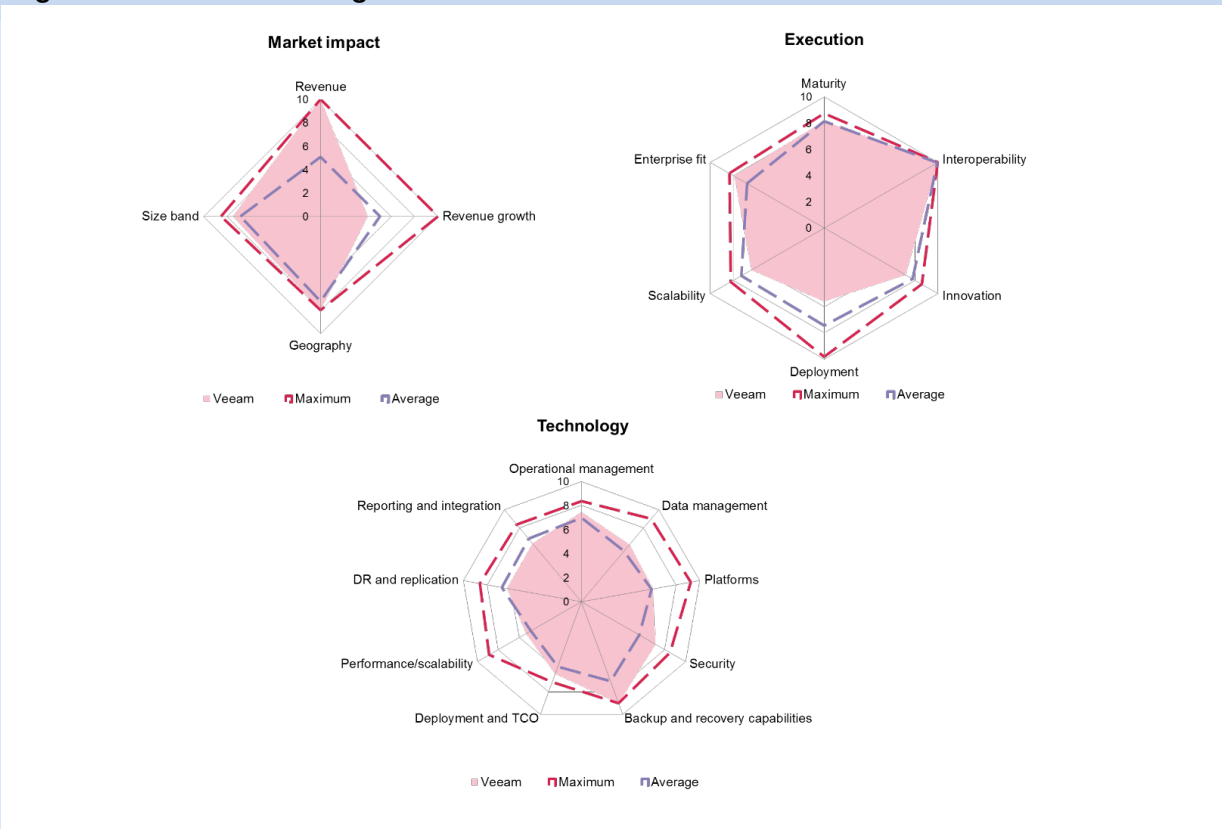 Market impact
Revenue
10
8
6
4
2
0
Size band
Revenue growth
Geography
Veeam Maximum Average
Execution
Maturity
10
8
6
4
2
0
Enterprise fit
Interoperability
Scalability
Innovation
Deployment
Veeam Maximum Average
Technology
Operational management
10
8
6
4
2
0
Reporting and integration
Data management
DR and replication
Platforms
Performance/scalability
Security
Deployment and TCO
Backup and recovery capabilities
Veeam Maximum Average